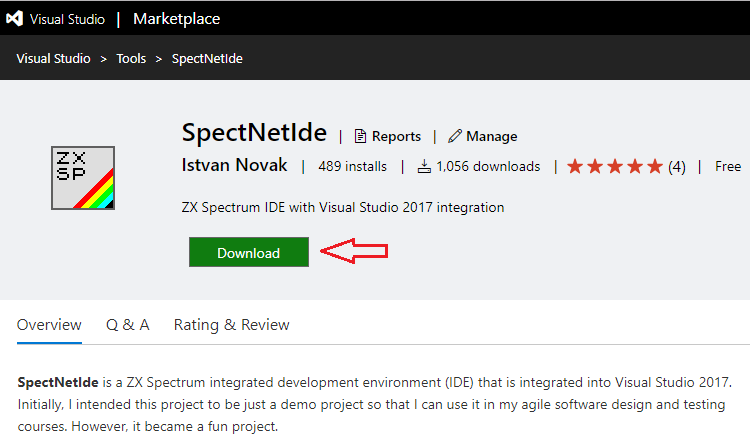 Visual Studio | Marketplace
Visual Studio > Tools > SpectNetIde
ZX
SP
SpectNetIde | Reports | Manage
Istvan Novak | 489 installs | 1,056 downloads | (4) | Free
ZX Spectrum IDE with Visual Studio 2017 integration
Download
Overview Q & A Rating & Review
SpectNetIde is a ZX Spectrum integrated development environment (IDE) that is integrated into Visual Studio 2017.
Initially, I intended this project to be just a demo project so that I can use it in my agile software design and testing
courses. However, it became a fun project.